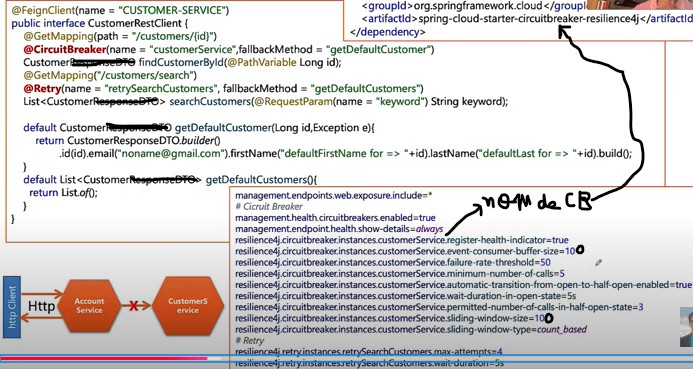 @FeignClient(name = "CUSTOMER-SERVICE")
public interface CustomerRestClient {
@GetMapping(path = "/customers/{id}")
@CircuitBreaker(name = "customerService",fallbackMethod = "getDefaultCustomer")
CustomerResponseDTO findCustomerById(@PathVariable Long id);
@GetMapping("/customers/search")
@Retry(name = "retrySearchCustomers", fallbackMethod = "getDefaultCustomers")
List<CustomerResponseDTO> searchCustomers(@RequestParam(name = "keyword") String keyword);
default CustomerResponseDTO getDefaultCustomer(Long id,Exception e){
return CustomerResponseDTO.builder()
.id(id).email("noname@gmail.com").firstName("defaultFirstName for => "+id).lastName("defaultLast for => "+id).build();
}
default List<CustomerResponseDTO> getDefaultCustomers(){
return List.of();
}
}
<groupId>org.springframework.cloud</groupI
<artifactId>spring-cloud-starter-circuitbreaker-resilience4j</artifactId
</dependency>
nom de CB
management.endpoints.web.exposure.include=*
# Cicruit Breaker
management.health.circuitbreakers.enabled=true
management.endpoint.health.show-details=always
resilience4j.circuitbreaker.instances.customerService.register-health-indicator=true
resilience4j.circuitbreaker.instances.customerService.event-consumer-buffer-size=100
resilience4j.circuitbreaker.instances.customerService.failure-rate-threshold=50
resilience4j.circuitbreaker.instances.customerService.minimum-number-of-calls=5
resilience4j.circuitbreaker.instances.customerService.automatic-transition-from-open-to-half-open-enabled=true
resilience4j.circuitbreaker.instances.customerService.wait-duration-in-open-state=5s
resilience4j.circuitbreaker.instances.customerService.permitted-number-of-calls-in-half-open-state=3
resilience4j.circuitbreaker.instances.customerService.sliding-window-size=100
resilience4j.circuitbreaker.instances.customerService.sliding-window-type=count_based
# Retry
resilience4j.retry.instances.retrySearchCustomers.max-attempts=4
resilience4j.retry.instances.retrySearchCustomers.wait-duration=5s
http Client
Http
Account
Service
X
CustomerS
ervice